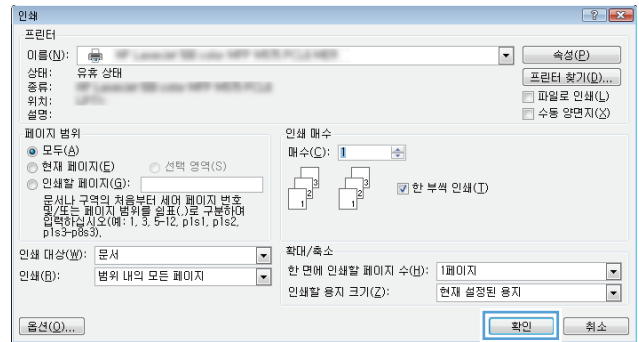 인쇄
프린터
이름(N):
속성(P)
상태: 유휴 상태
프린터 찾기(D)...
종류:
위치:
파일로 인쇄(L)
설명:
수동 양면지(X)
페이지 범위
모두(A)
현재 페이지(E) 선택 영역(S)
인쇄할 페이지(G):
문서나 구역의 처음부터 세어 페이지 번호
및/또는 페이지 범위를 쉼표(,)로 구분하여
입력하십시오(예: 1, 3, 5-12, p1s1, p1s2,
p1s3-p8s3).
인쇄 매수
매수(C): 1
3 3
2 2
1 1
한 부씩 인쇄(T)
인쇄 대상(W): 문서
인쇄(R): 범위 내의 모든 페이지
확대/축소
한 면에 인쇄할 페이지 수(H): 1페이지
인쇄할 용지 크기(Z): 현재 설정된 용지
옵션(O)...
확인 취소